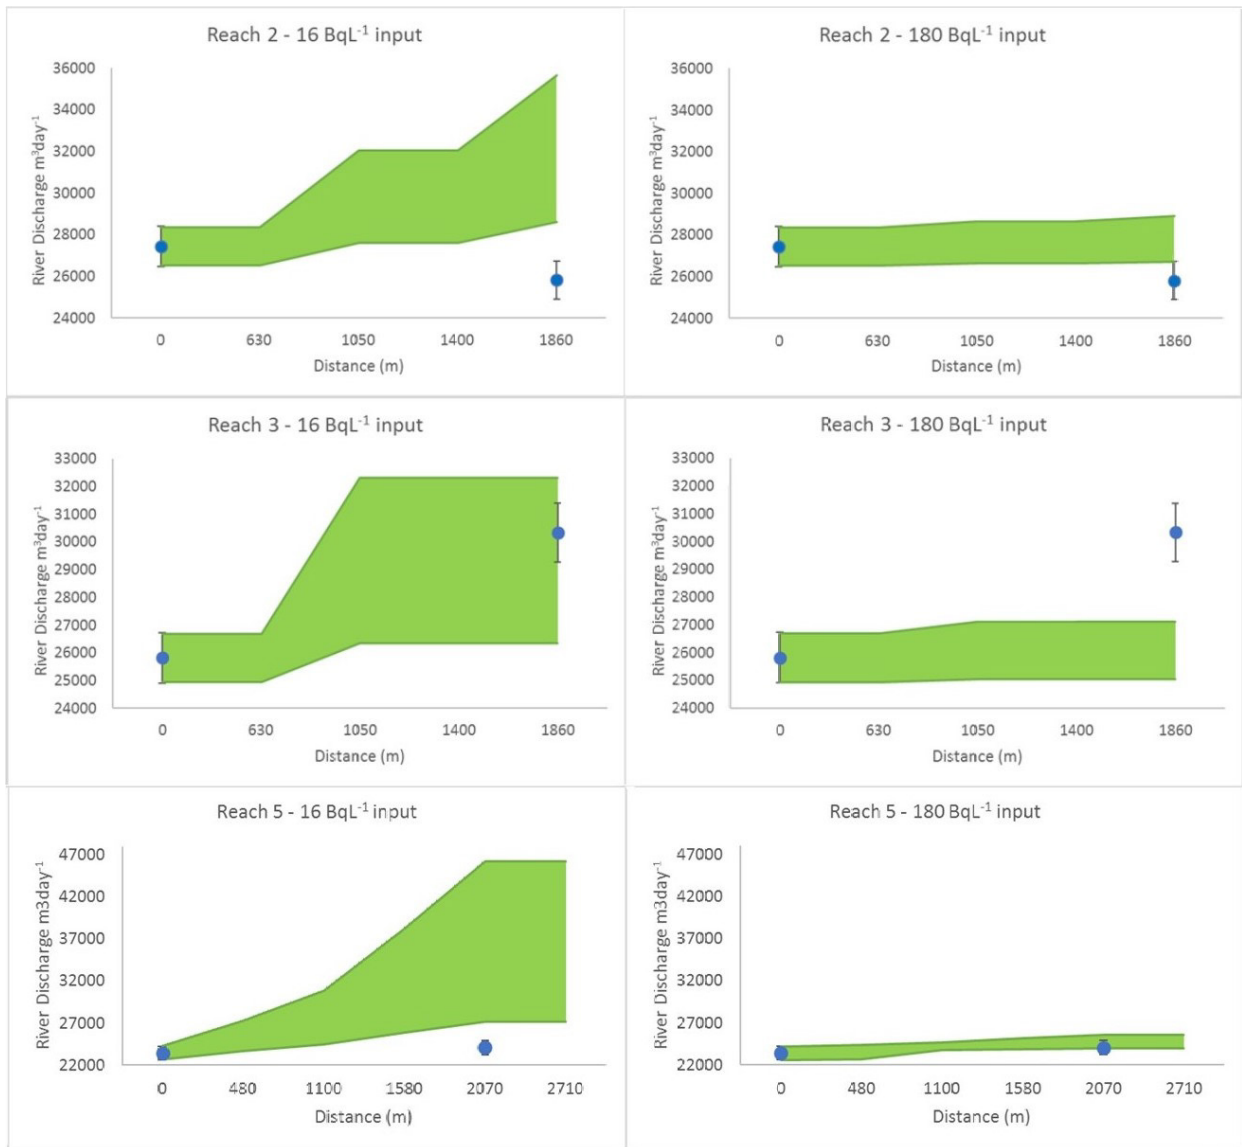 Reach 2 - 16 BqL⁻¹ input
River Discharge m³day⁻¹
36000
34000
32000
30000
28000
26000
24000
0 630 1050 1400 1860
Distance (m)
Reach 2 - 180 BqL⁻¹ input
River Discharge m³day⁻¹
36000
34000
32000
30000
28000
26000
24000
0 630 1050 1400 1860
Distance (m)
Reach 3 - 16 BqL⁻¹ input
River Discharge m³day⁻¹
33000
32000
31000
30000
29000
28000
27000
26000
25000
24000
0 630 1050 1400 1860
Distance (m)
Reach 3 - 180 BqL⁻¹ input
River Discharge m³day⁻¹
33000
32000
31000
30000
29000
28000
27000
26000
25000
24000
0 630 1050 1400 1860
Distance (m)
Reach 5 - 16 BqL⁻¹ input
River Discharge m3day⁻¹
47000
42000
37000
32000
27000
22000
0 480 1100 1580 2070 2710
Distance (m)
Reach 5 - 180 BqL⁻¹ input
River Discharge m3day⁻¹
47000
42000
37000
32000
27000
22000
0 480 1100 1580 2070 2710
Distance (m)